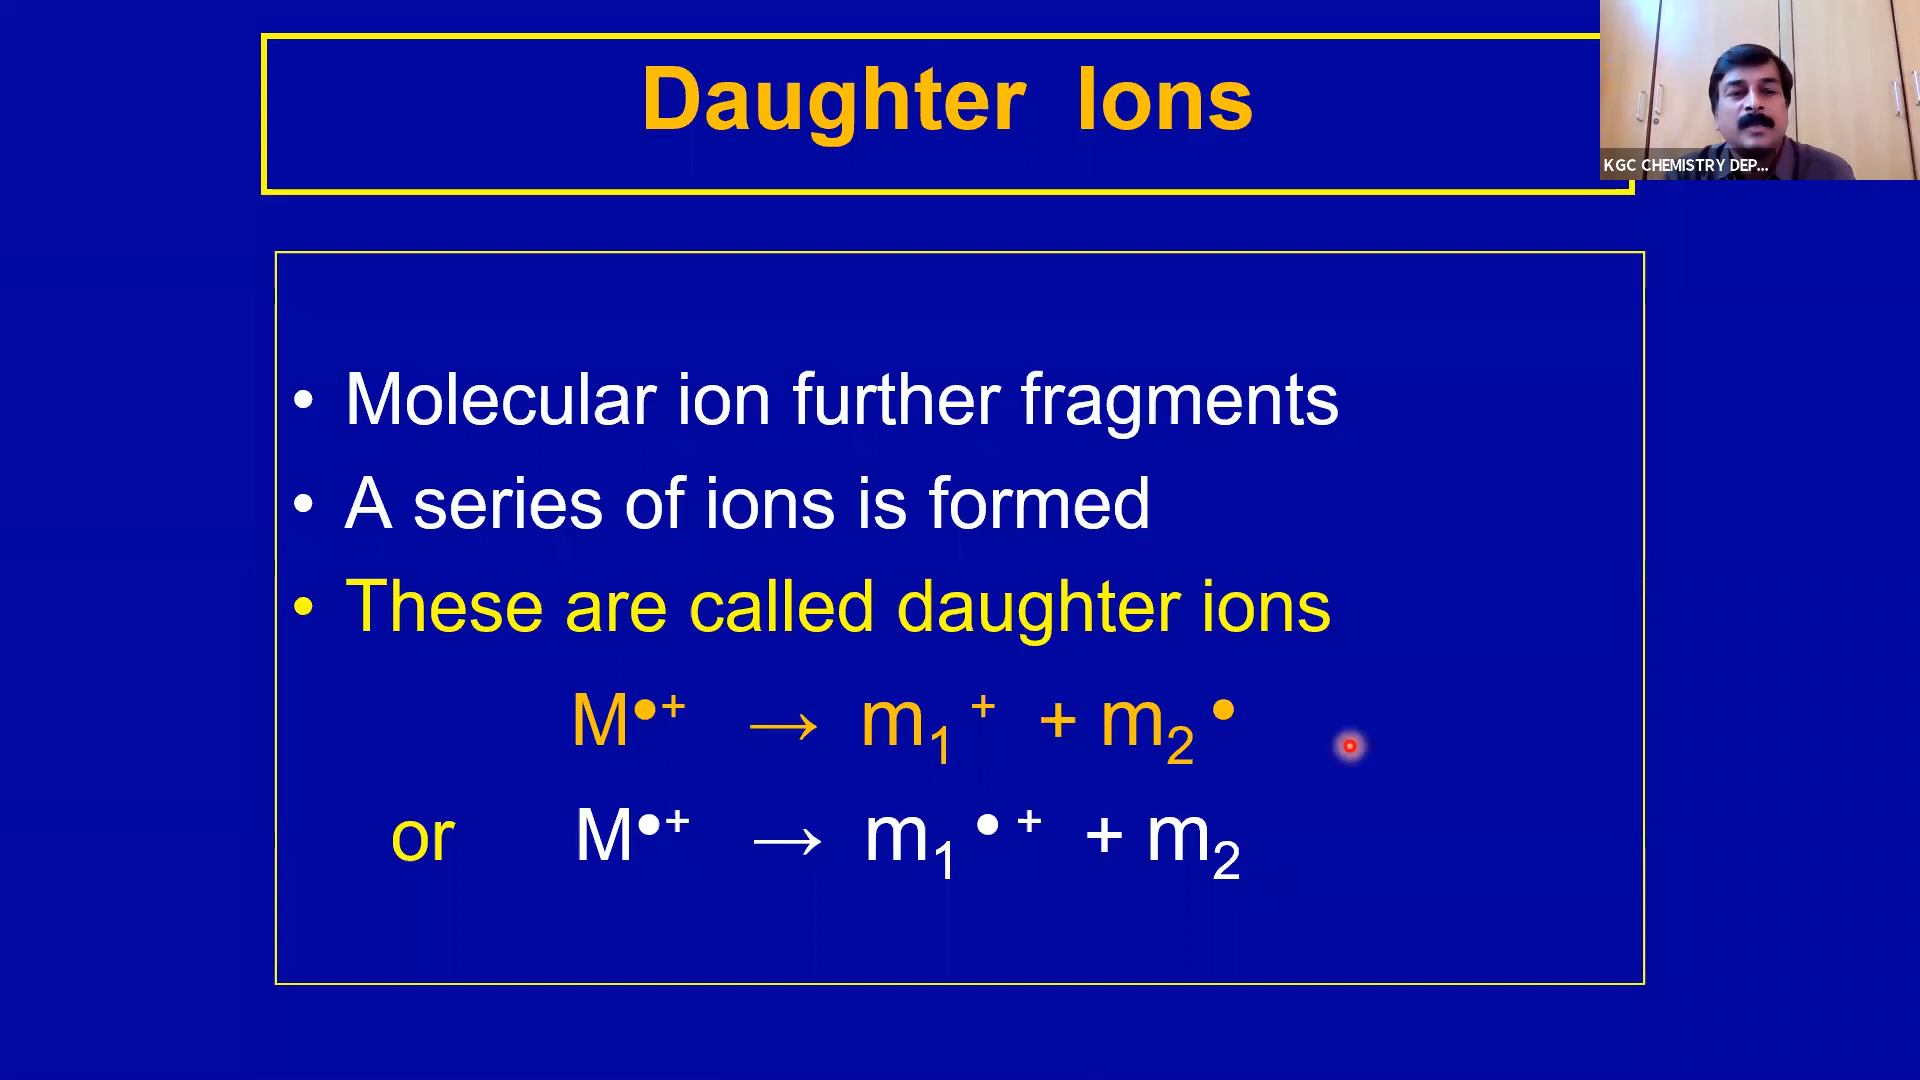 Daughter Ions
KGC CHEMISTRY DEP...
• Molecular ion further fragments
• A series of ions is formed
• These are called daughter ions
M•+ → m1 + + m2 •
or M•+ → m1 • + + m2